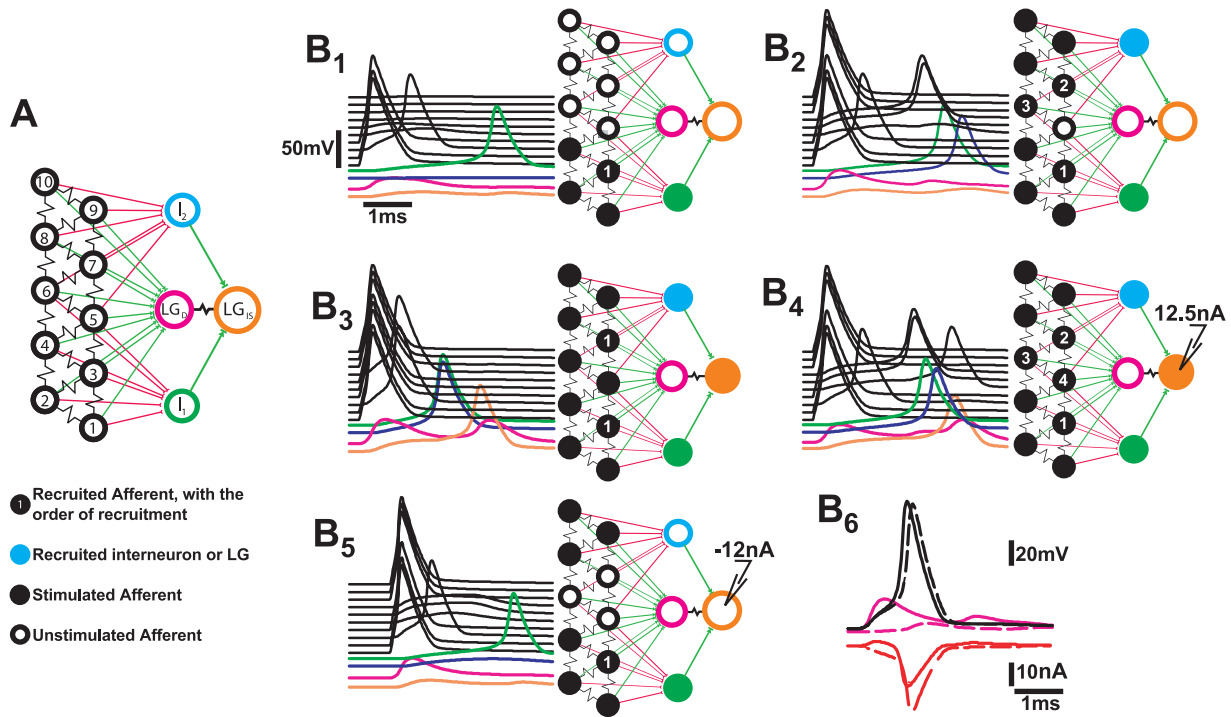 A
10
9
8
7
6
5
4
3
2
1
I2
LGD
LGIS
I1
1 Recruited Afferent, with the
order of recruitment
Recruited interneuron or LG
Stimulated Afferent
Unstimulated Afferent
B1
50mV
1ms
1
B2
2
3
1
B3
1
1
B4
12.5nA
2
3
4
1
B5
-12nA
1
B6
20mV
10nA
1ms